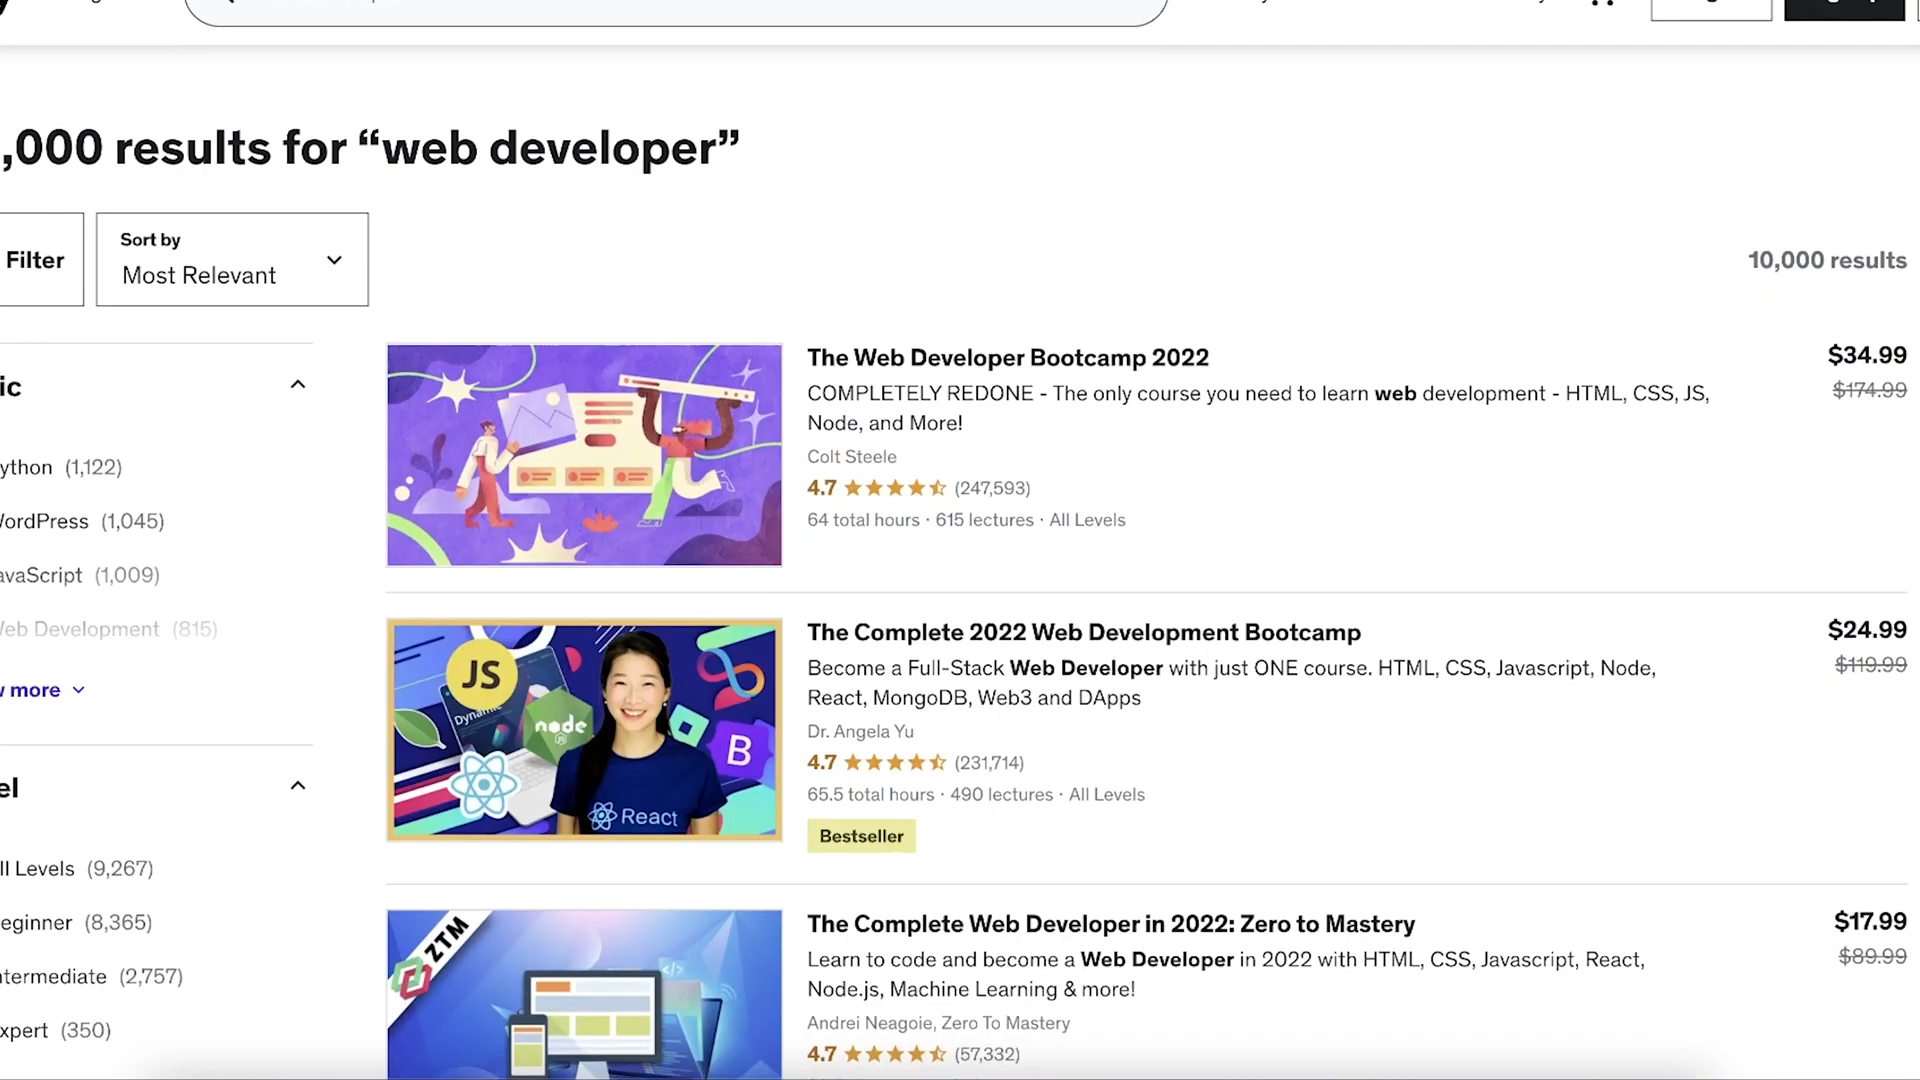 ,000 results for “web developer”
Filter
Sort by
Most Relevant
10,000 results
ic
ython (1,122)
WordPress (1,045)
avaScript (1,009)
Web Development (815)
w more
el
ll Levels (9,267)
eginner (8,365)
ntermediate (2,757)
xpert (350)
The Web Developer Bootcamp 2022
$34.99
COMPLETELY REDONE - The only course you need to learn web development - HTML, CSS, JS,
$174.99
Node, and More!
Colt Steele
4.7 (247,593)
64 total hours · 615 lectures · All Levels
JS
Dynamic
node
JS
B
React
The Complete 2022 Web Development Bootcamp
$24.99
Become a Full-Stack Web Developer with just ONE course. HTML, CSS, Javascript, Node,
$119.99
React, MongoDB, Web3 and DApps
Dr. Angela Yu
4.7 (231,714)
65.5 total hours · 490 lectures · All Levels
Bestseller
ZTM
</>
The Complete Web Developer in 2022: Zero to Mastery
$17.99
Learn to code and become a Web Developer in 2022 with HTML, CSS, Javascript, React,
$89.99
Node.js, Machine Learning & more!
Andrei Neagoie, Zero To Mastery
4.7 (57,332)